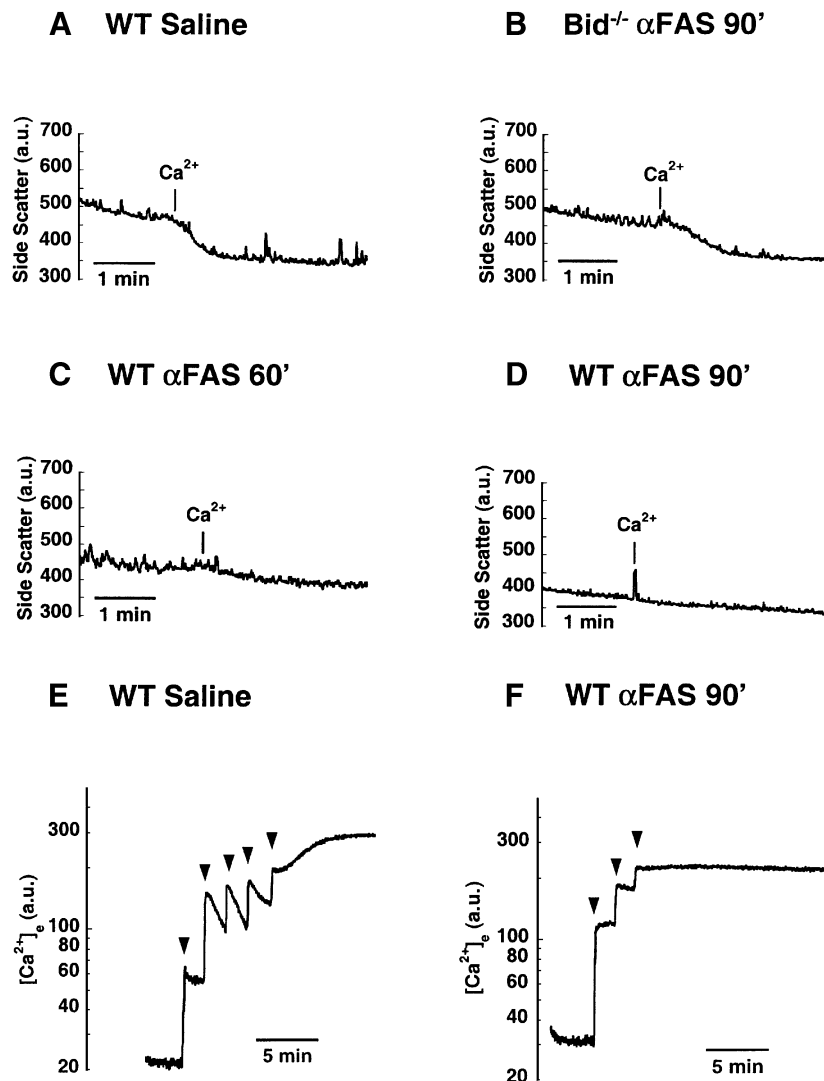 A WT Saline
700
600
500
400
300
Side Scatter (a.u.)
Ca²⁺
1 min
B Bid⁻/⁻ αFAS 90’
700
600
500
400
300
Side Scatter (a.u.)
Ca²⁺
1 min
C WT αFAS 60’
700
600
500
400
300
Side Scatter (a.u.)
Ca²⁺
1 min
D WT αFAS 90’
700
600
500
400
300
Side Scatter (a.u.)
Ca²⁺
1 min
E WT Saline
300
100
80
60
40
20
[Ca²⁺]e (a.u.)
5 min
F WT αFAS 90’
300
100
80
60
40
20
[Ca²⁺]e (a.u.)
5 min